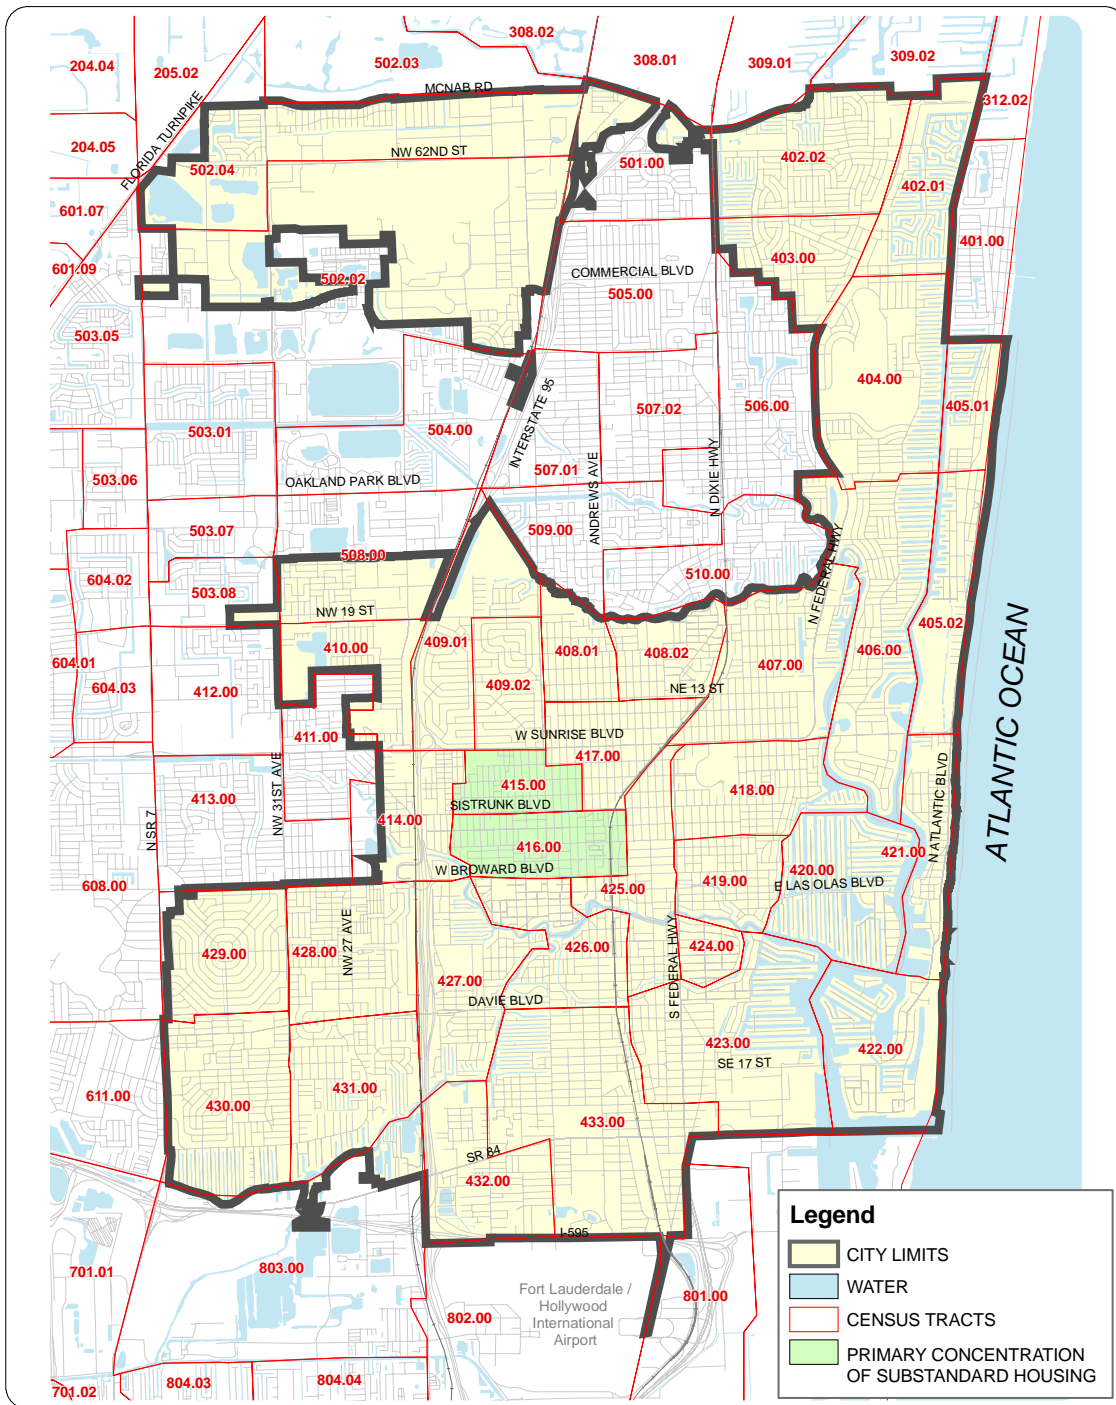 308.02
308.01
309.01
309.02
204.04
205.02
502.03
MCNAB RD
312.02
FLORIDA TURNPIKE
204.05
NW 62ND ST
501.00
402.02
502.04
402.01
601.07
401.00
403.00
601.09
502.02
COMMERCIAL BLVD
505.00
503.05
404.00
INTERSTATE 95
507.02
506.00
405.01
503.01
504.00
ANDREWS AVE
N DIXIE HWY
507.01
503.06
OAKLAND PARK BLVD
503.07
509.00
N FEDERAL HWY
508.00
604.02
510.00
503.08
NW 19 ST
405.02
604.01
410.00
409.01
408.01
408.02
407.00
406.00
ATLANTIC OCEAN
604.03
412.00
409.02
NE 13 ST
411.00
W SUNRISE BLVD
417.00
NW 31ST AVE
415.00
418.00
N ATLANTIC BLVD
413.00
SISTRUNK BLVD
N SR 7
414.00
416.00
421.00
W BROWARD BLVD
420.00
608.00
425.00
419.00
E LAS OLAS BLVD
NW 27 AVE
429.00
428.00
426.00
S FEDERAL HWY
424.00
427.00
DAVIE BLVD
423.00
422.00
SE 17 ST
611.00
430.00
431.00
433.00
SR 84
432.00
I-595
701.01
803.00
802.00
Fort Lauderdale /
Hollywood
International
Airport
801.00
701.02
804.03
804.04
Legend
CITY LIMITS
WATER
CENSUS TRACTS
PRIMARY CONCENTRATION
OF SUBSTANDARD HOUSING